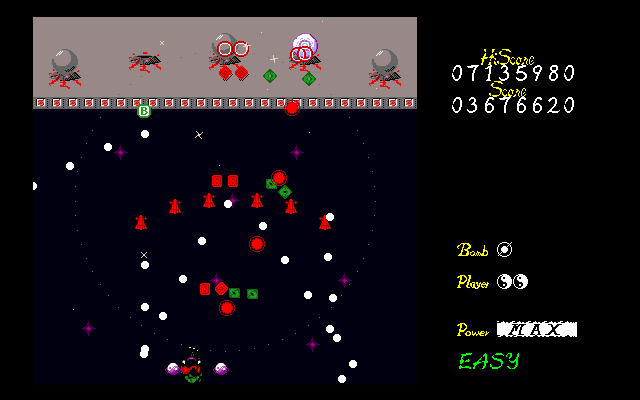 HiScore
07135980
Score
03676620
B
Bomb
Player
Power MAX
EASY